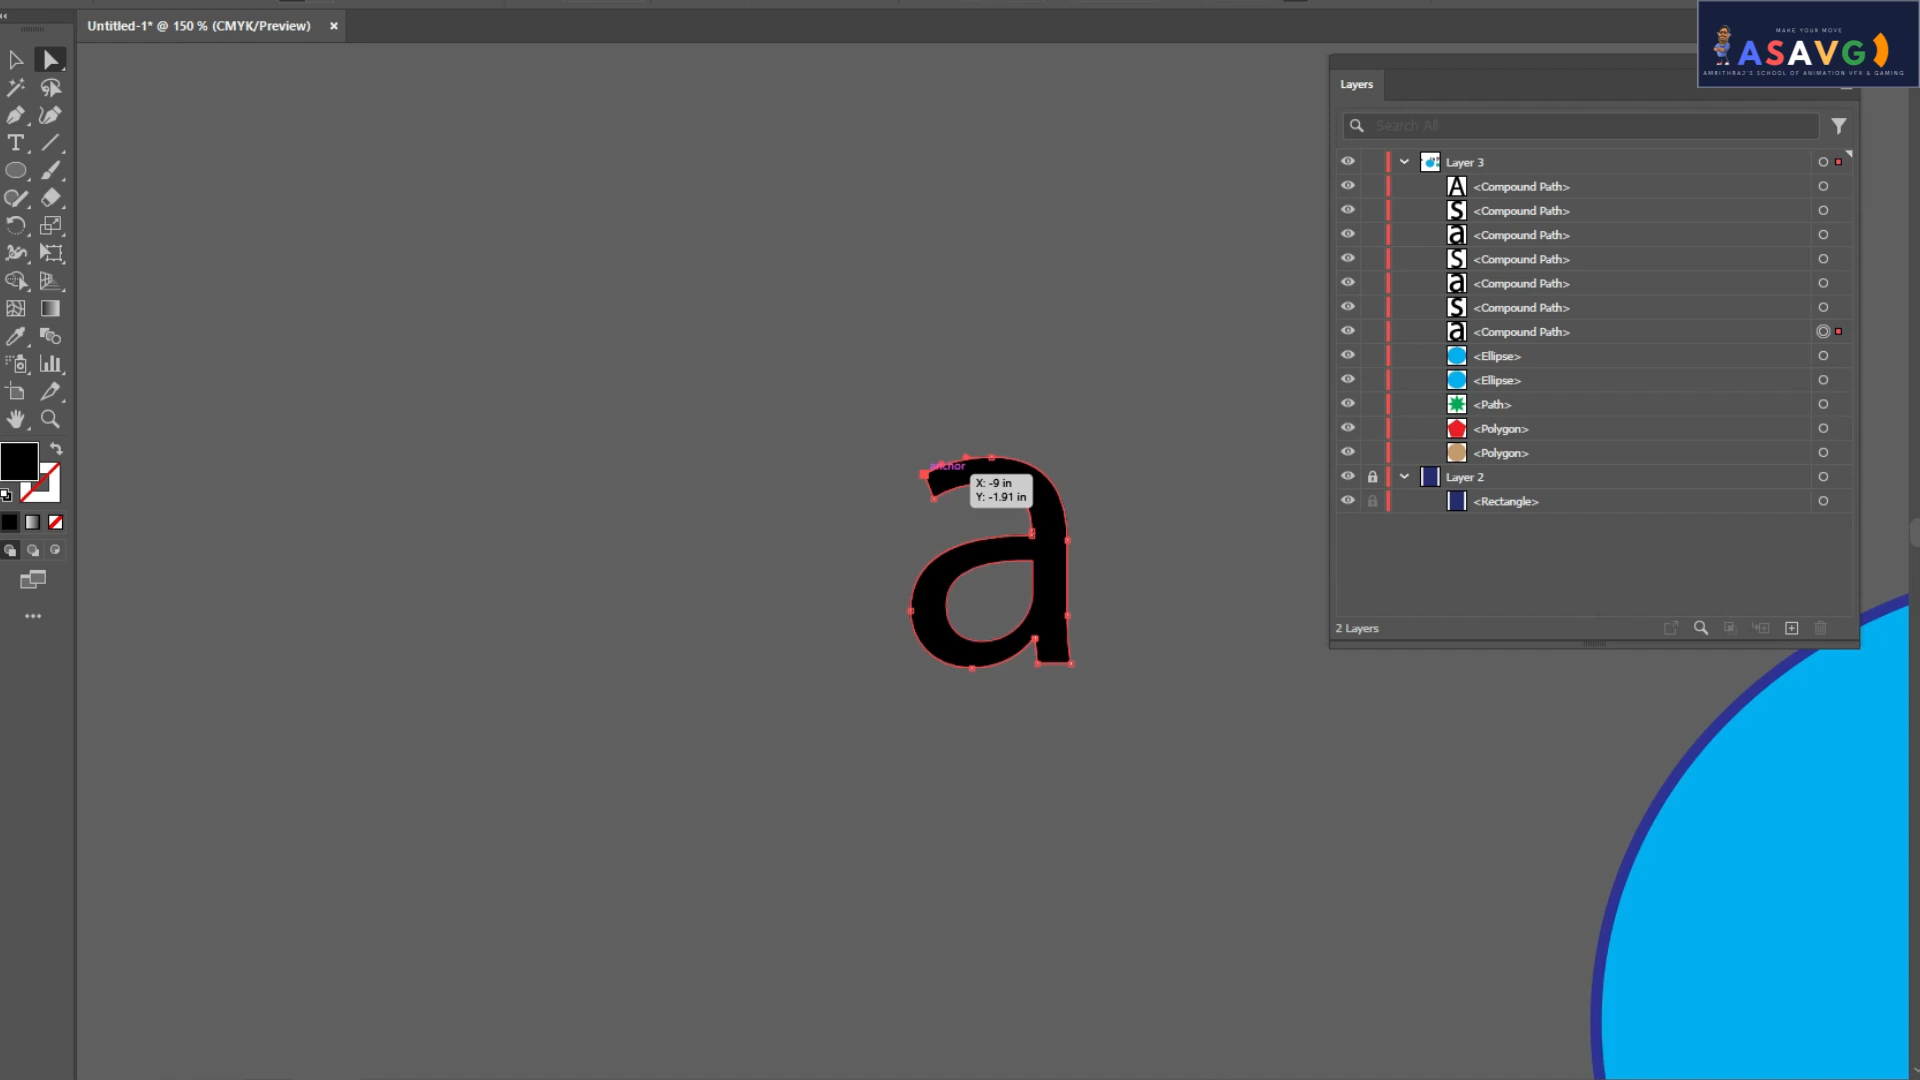 Untitled-1* @ 150 % (CMYK/Preview)
MAKE YOUR MOVE
ASAVG
AMRITHRAJ'S SCHOOL OF ANIMATION VFX & GAMING
Layers
Search All
Layer 3
A <Compound Path>
S <Compound Path>
a <Compound Path>
S <Compound Path>
a <Compound Path>
S <Compound Path>
a <Compound Path>
<Ellipse>
<Ellipse>
<Path>
<Polygon>
<Polygon>
Layer 2
<Rectangle>
2 Layers
anchor
X: -9 in
Y: -1.91 in
a